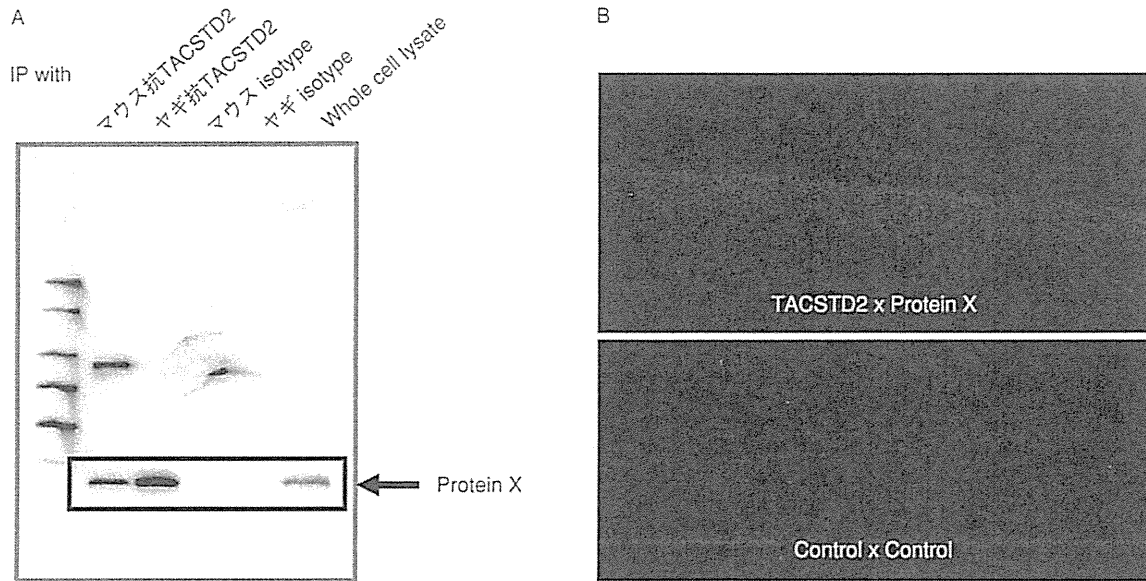 A
IP with
マウス抗TACSTD2
ヤギ抗TACSTD2
マウス isotype
ヤギ isotype
Whole cell lysate
Protein X
B
TACSTD2 x Protein X
Control x Control